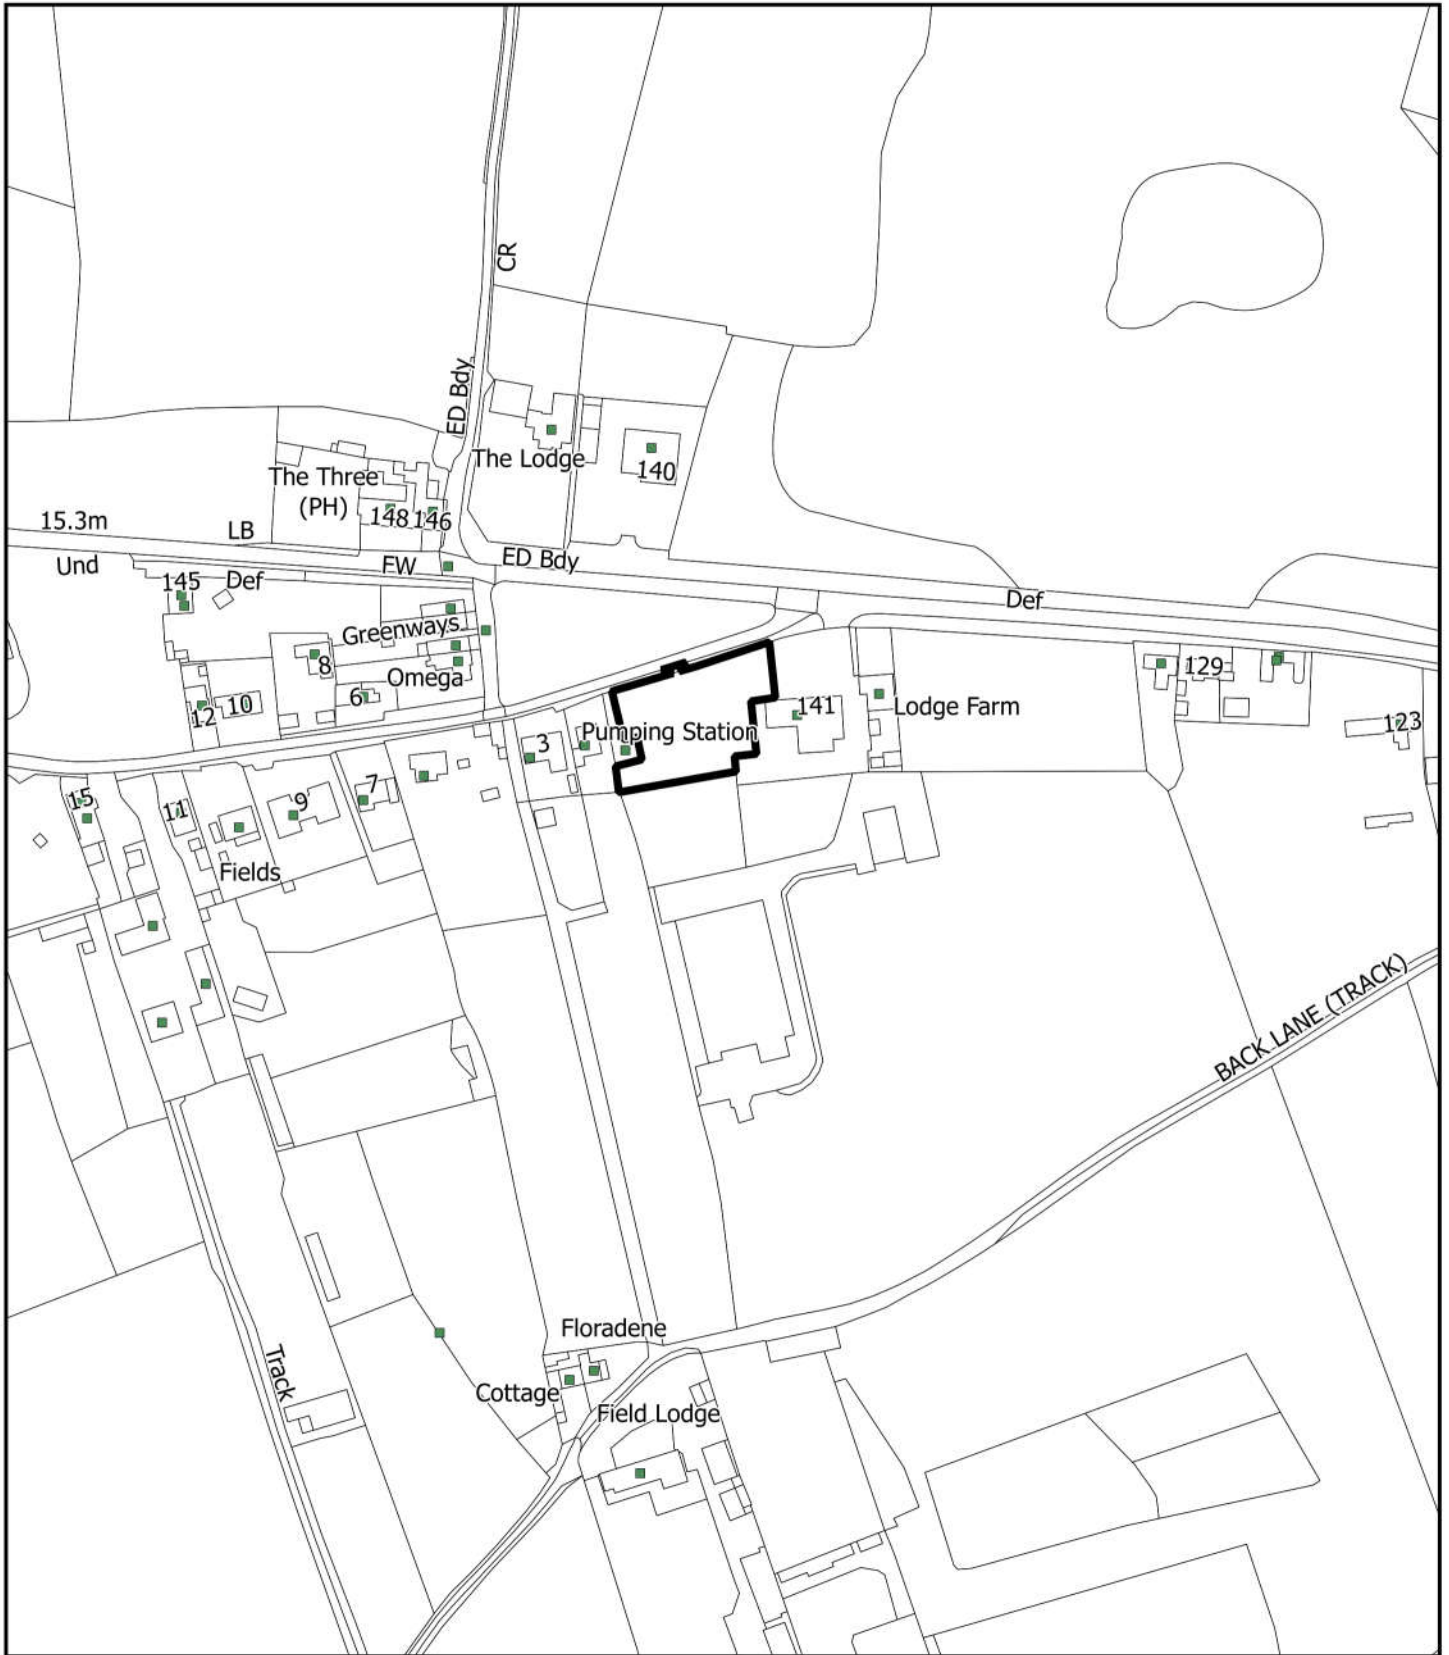 CR
ED Bdy
The Lodge
140
The Three
(PH)
148
146
15.3m
LB
Und
FW
ED Bdy
145
Def
Def
Greenways
8
Omega
129
6
10
12
141
Lodge Farm
123
Pumping Station
3
7
9
15
11
Fields
BACK LANE (TRACK)
Floradene
Track
Cottage
Field Lodge